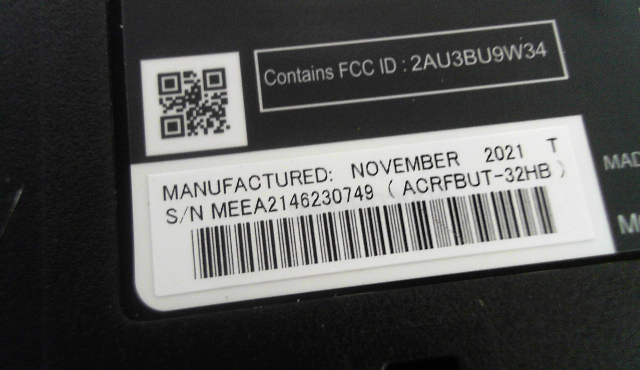 Contains FCC ID : 2AU3BU9W34
MANUFACTURED: NOVEMBER 2021 T
S/N MEEA2146230749 ( ACRFBUT-32HB )